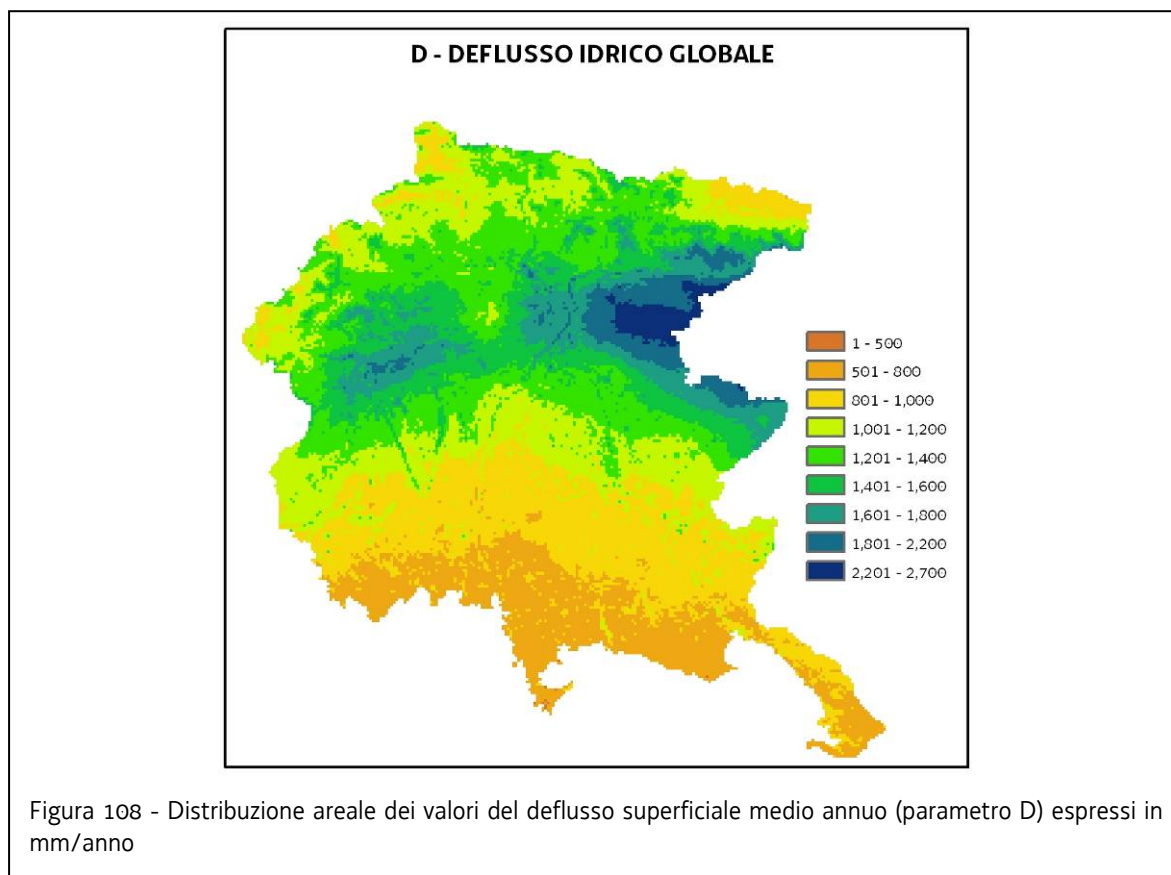 D - DEFLUSSO IDRICO GLOBALE
1 - 500
501 - 800
801 - 1,000
1,001 - 1,200
1,201 - 1,400
1,401 - 1,600
1,601 - 1,800
1,801 - 2,200
2,201 - 2,700
Figura 108 - Distribuzione areale dei valori del deflusso superficiale medio annuo (parametro D) espressi in
mm/anno